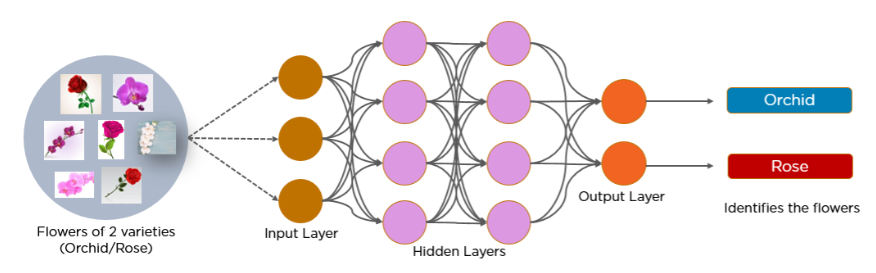 Flowers of 2 varieties
(Orchid/Rose)
Input Layer
Hidden Layers
Output Layer
Orchid
Rose
Identifies the flowers